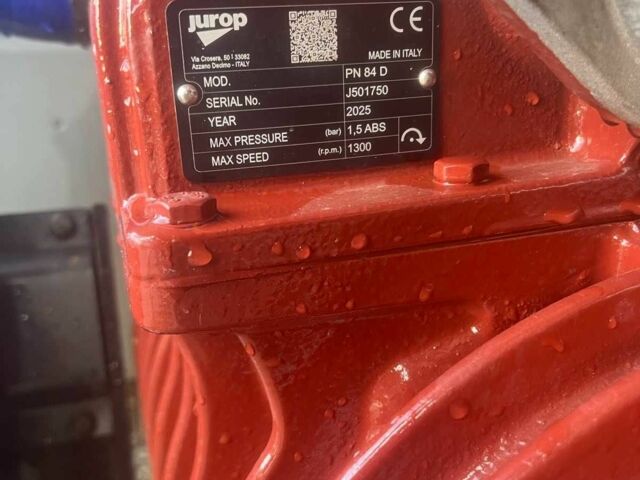 jurop
CE
Via Crosera, 50 I 33082
Azzano Decimo - ITALY
MADE IN ITALY
MOD. PN 84 D
SERIAL No. J501750
YEAR 2025
MAX PRESSURE (bar) 1,5 ABS
MAX SPEED (r.p.m.) 1300